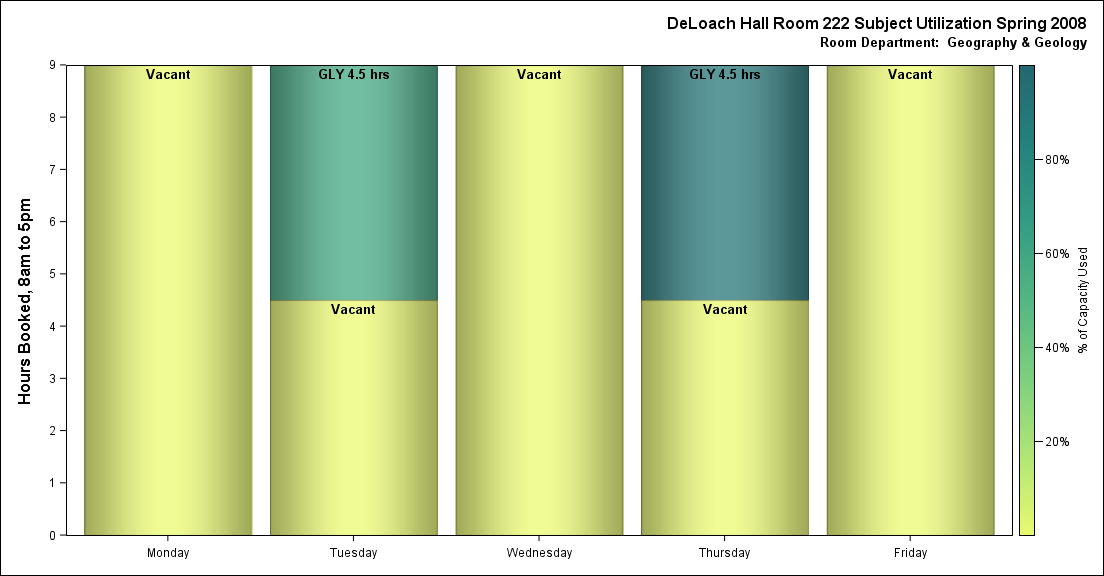 DeLoach Hall Room 222 Subject Utilization Spring 2008
Room Department: Geography & Geology
Hours Booked, 8am to 5pm
9
8
7
6
5
4
3
2
1
0
Vacant
GLY 4.5 hrs
Vacant
GLY 4.5 hrs
Vacant
Vacant
Vacant
Monday
Tuesday
Wednesday
Thursday
Friday
80%
60%
40%
20%
% of Capacity Used